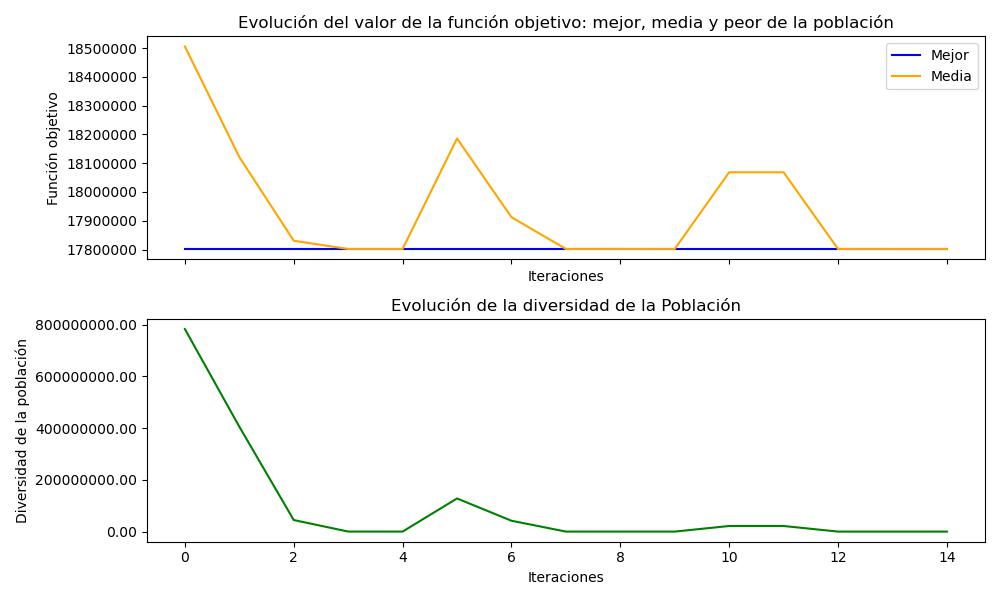 Evolución del valor de la función objetivo: mejor, media y peor de la población
18500000
18400000
18300000
18200000
18100000
18000000
17900000
17800000
Función objetivo
Mejor
Media
Iteraciones
Evolución de la diversidad de la Población
800000000.00
600000000.00
400000000.00
200000000.00
0.00
Diversidad de la población
0 2 4 6 8 10 12 14
Iteraciones